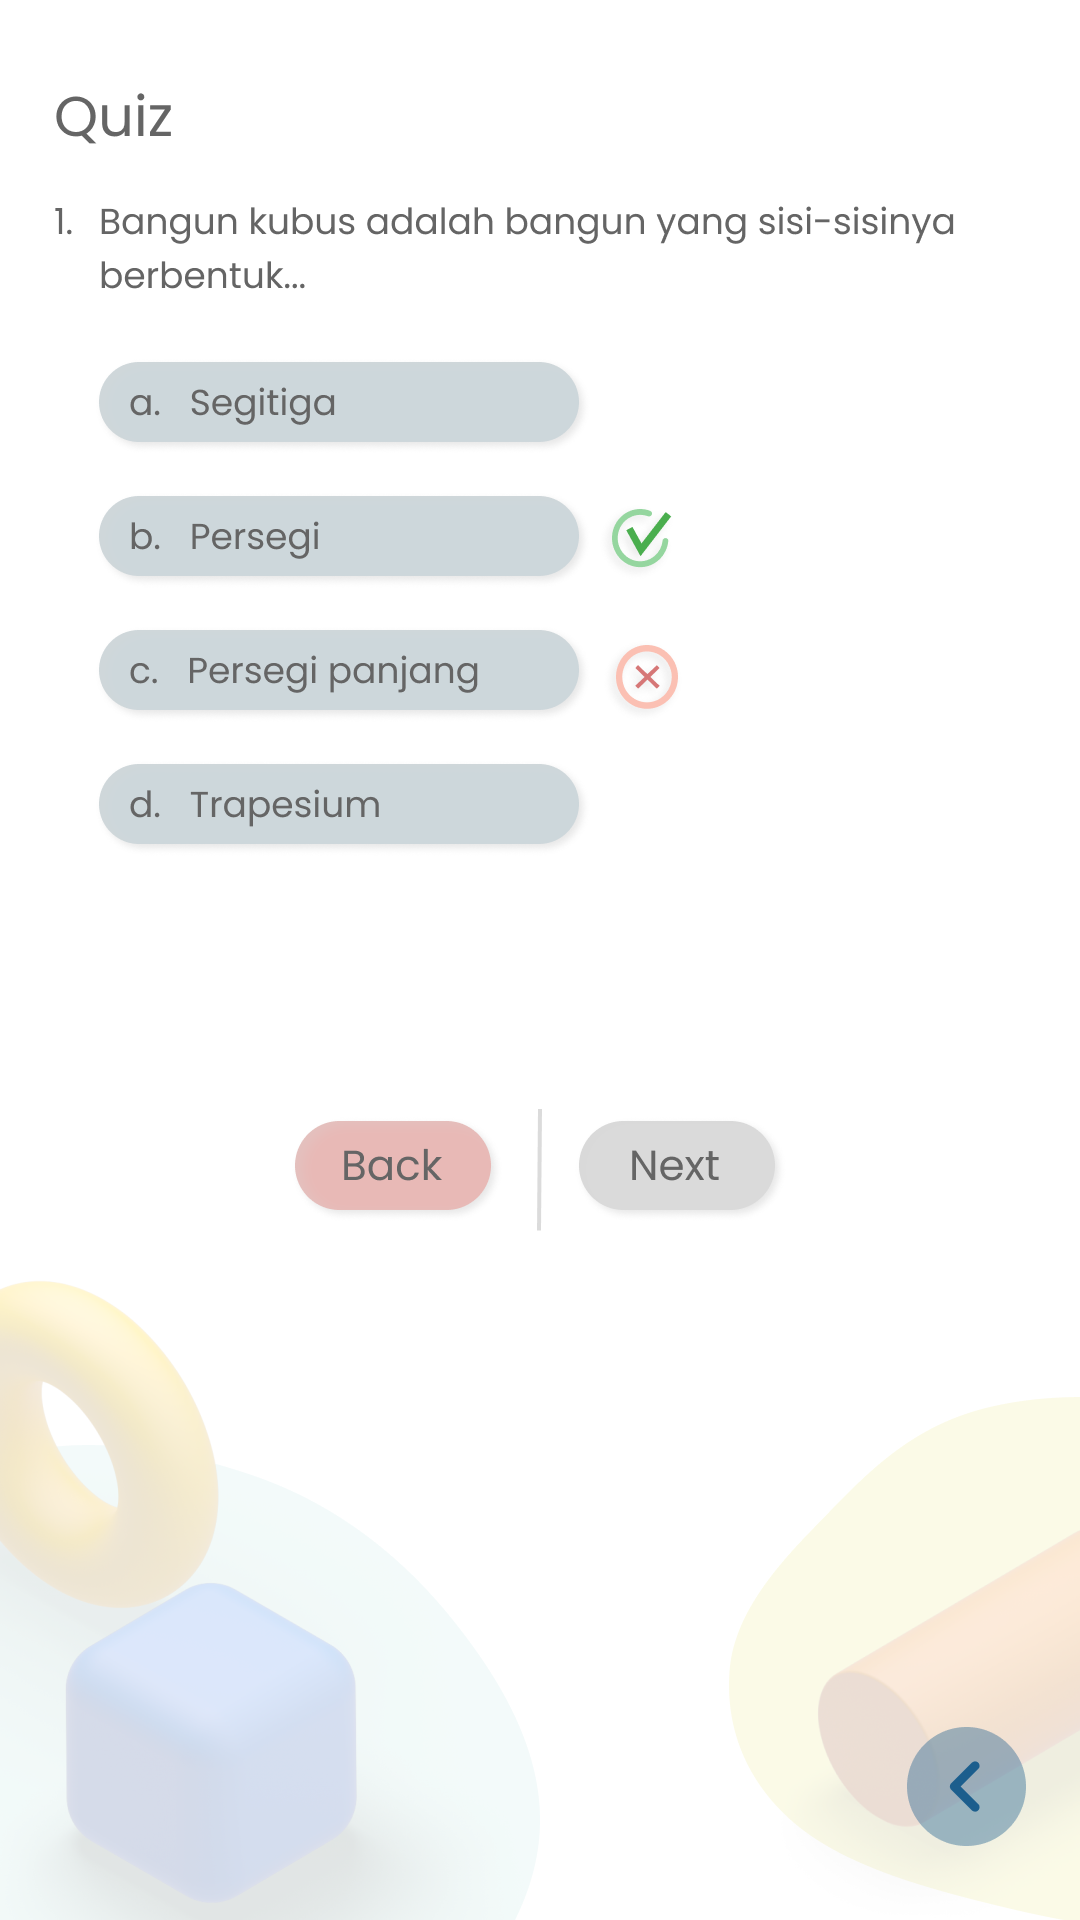 Quiz
1. Bangun kubus adalah bangun yang sisi-sisinya
berbentuk...
a. Segitiga
b. Persegi
c. Persegi panjang
d. Trapesium
Back
Next